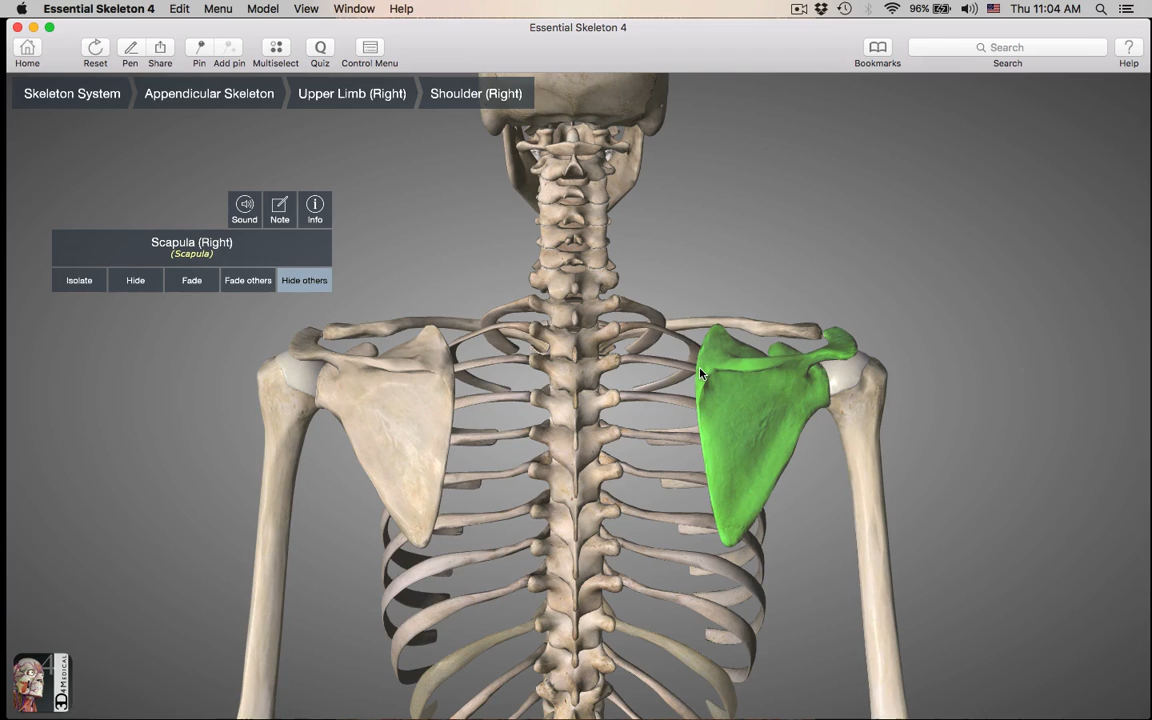 Essential Skeleton 4 Edit Menu Model View Window Help 96% Thu 11:04 AM
Essential Skeleton 4
Home Reset Pen Share Pin Add pin Multiselect Q Quiz Control Menu Bookmarks Search Search ? Help
Skeleton System Appendicular Skeleton Upper Limb (Right) Shoulder (Right)
Sound Note Info
Scapula (Right)
(Scapula)
Isolate Hide Fade Fade others Hide others
4
3D4MEDICAL